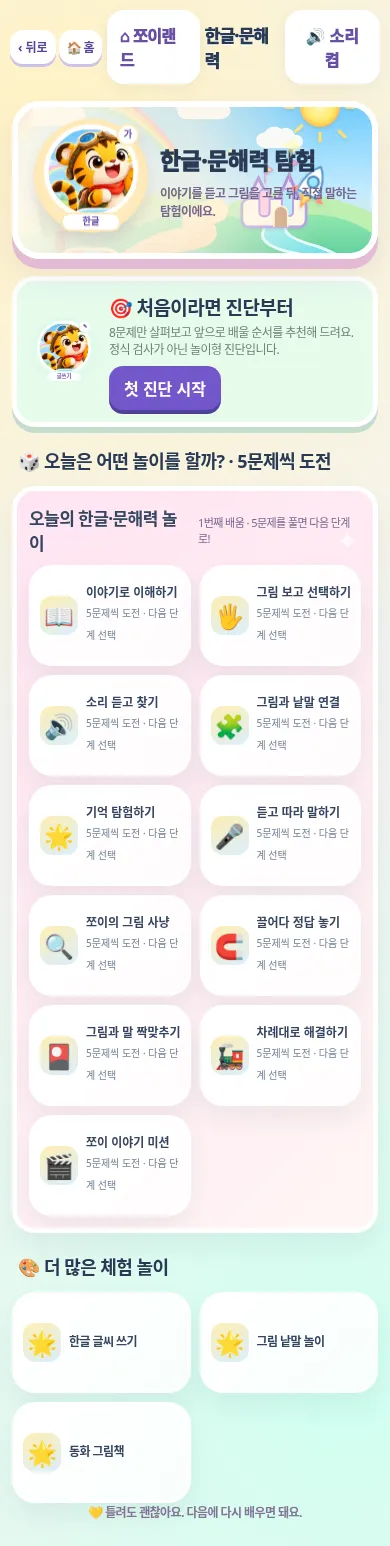 ‹ 뒤로
🏠 홈
⌂ 쪼이랜
드
한글·문해
력
🔊 소리
켬
가
한글
한글·문해력 탐험
이야기를 듣고 그림을 고른 뒤, 직접 말하는
탐험이에요.
글쓰기
🎯 처음이라면 진단부터
8문제만 살펴보고 앞으로 배울 순서를 추천해 드려요.
정식 검사가 아닌 놀이형 진단입니다.
첫 진단 시작
🎲 오늘은 어떤 놀이를 할까? · 5문제씩 도전
오늘의 한글·문해력 놀
이
1번째 배움 · 5문제를 풀면 다음 단계
로!
이야기로 이해하기
5문제씩 도전 · 다음 단
계 선택
그림 보고 선택하기
5문제씩 도전 · 다음 단
계 선택
소리 듣고 찾기
5문제씩 도전 · 다음 단
계 선택
그림과 낱말 연결
5문제씩 도전 · 다음 단
계 선택
기억 탐험하기
5문제씩 도전 · 다음 단
계 선택
듣고 따라 말하기
5문제씩 도전 · 다음 단
계 선택
쪼이의 그림 사냥
5문제씩 도전 · 다음 단
계 선택
끌어다 정답 놓기
5문제씩 도전 · 다음 단
계 선택
그림과 말 짝맞추기
5문제씩 도전 · 다음 단
계 선택
차례대로 해결하기
5문제씩 도전 · 다음 단
계 선택
쪼이 이야기 미션
5문제씩 도전 · 다음 단
계 선택
🎨 더 많은 체험 놀이
한글 글씨 쓰기
그림 낱말 놀이
동화 그림책
💛 틀려도 괜찮아요. 다음에 다시 배우면 돼요.